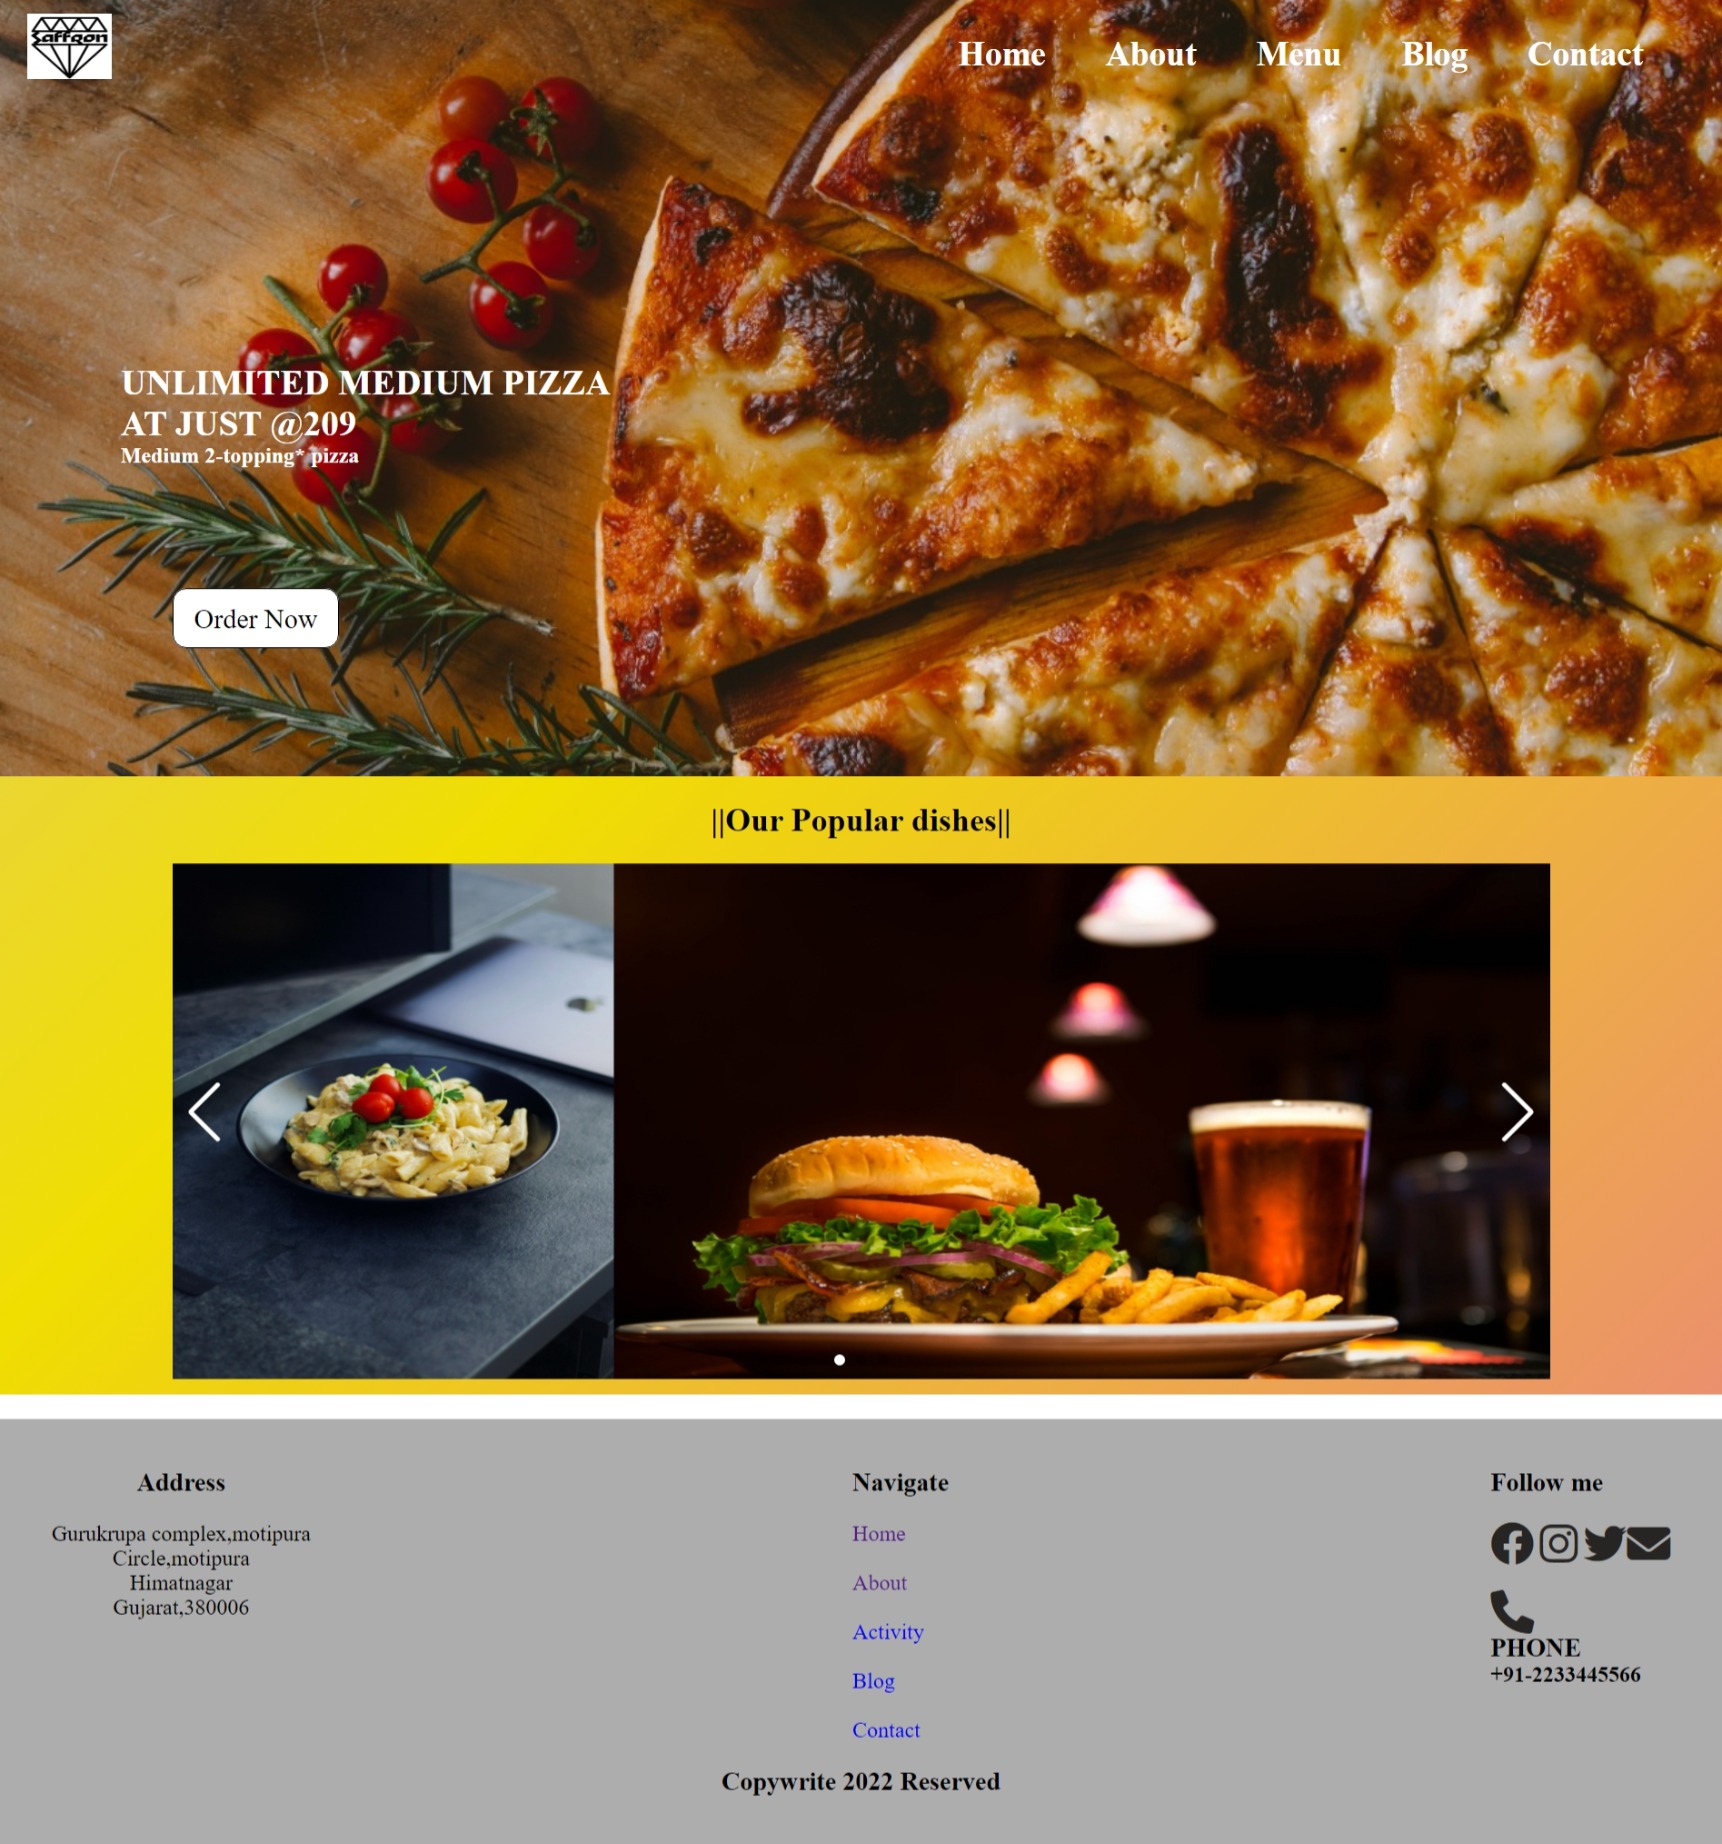 Saffron
Home About Menu Blog Contact
UNLIMITED MEDIUM PIZZA
AT JUST @209
Medium 2-topping* pizza
Order Now
||Our Popular dishes||
Address
Gurukrupa complex,motipura
Circle,motipura
Himatnagar
Gujarat,380006
Navigate
Home
About
Activity
Blog
Contact
Follow me
PHONE
+91-2233445566
Copywrite 2022 Reserved